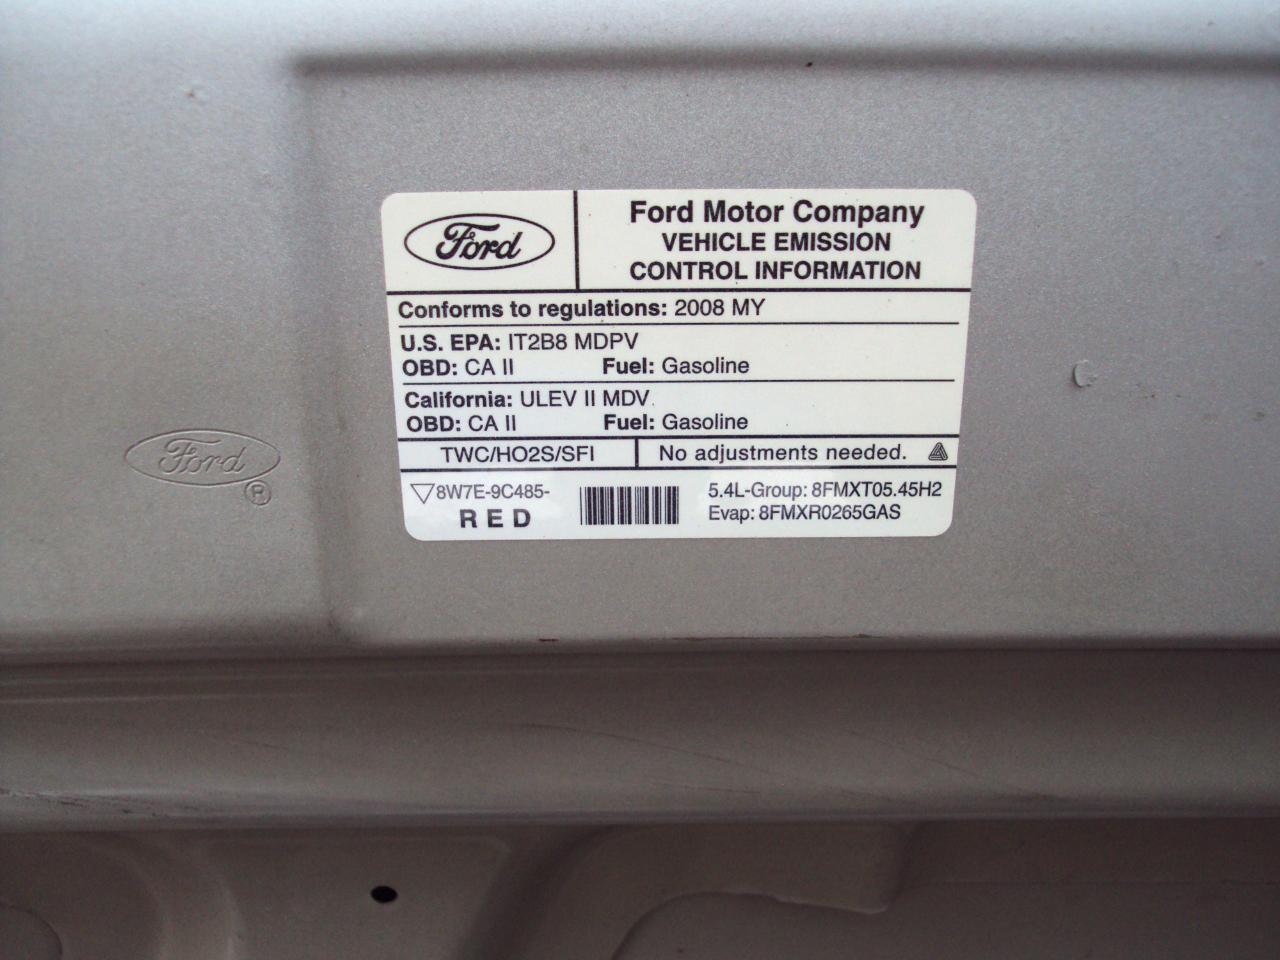 Ford
Ford Motor Company
VEHICLE EMISSION
CONTROL INFORMATION
Conforms to regulations: 2008 MY
U.S. EPA: IT2B8 MDPV
OBD: CA II Fuel: Gasoline
California: ULEV II MDV
OBD: CA II Fuel: Gasoline
TWC/HO2S/SFI No adjustments needed.
8W7E-9C485-
RED
5.4L-Group: 8FMXT05.45H2
Evap: 8FMXR0265GAS
Ford
®